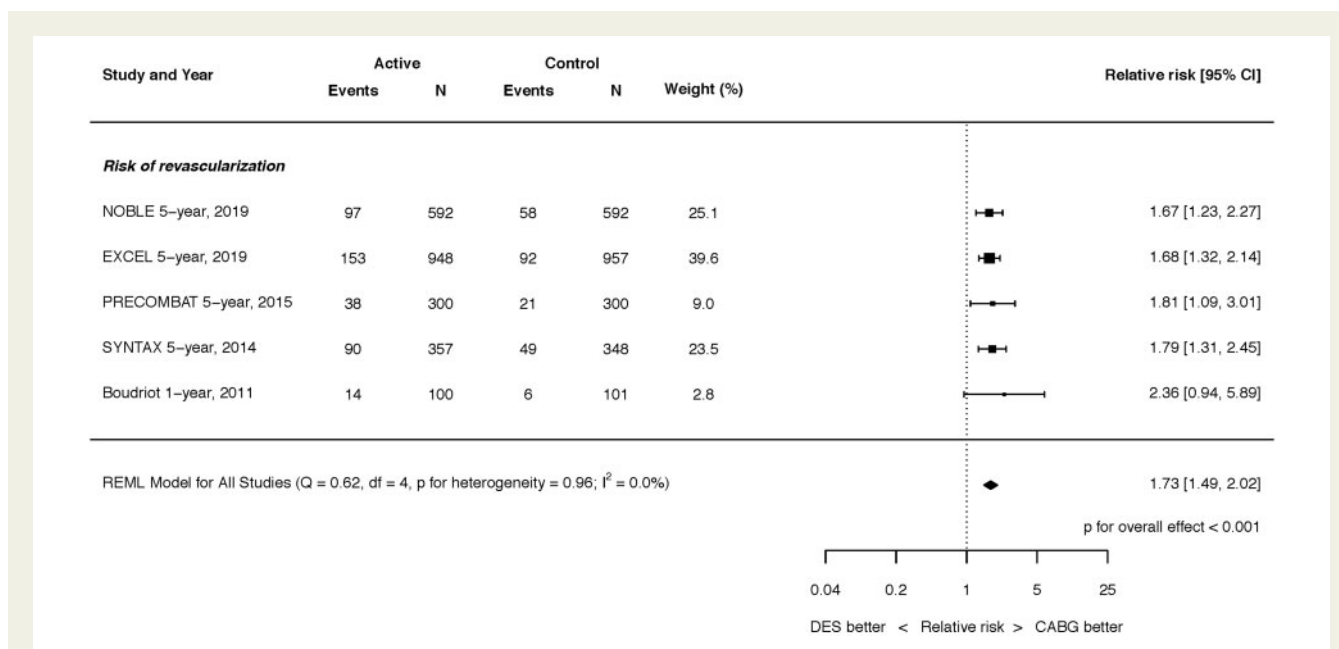 Study and Year Active Control Relative risk [95% CI]
Events N Events N Weight (%)
Risk of revascularization
NOBLE 5−year, 2019 97 592 58 592 25.1 1.67 [1.23, 2.27]
EXCEL 5−year, 2019 153 948 92 957 39.6 1.68 [1.32, 2.14]
PRECOMBAT 5−year, 2015 38 300 21 300 9.0 1.81 [1.09, 3.01]
SYNTAX 5−year, 2014 90 357 49 348 23.5 1.79 [1.31, 2.45]
Boudriot 1−year, 2011 14 100 6 101 2.8 2.36 [0.94, 5.89]
REML Model for All Studies (Q = 0.62, df = 4, p for heterogeneity = 0.96; I² = 0.0%) 1.73 [1.49, 2.02]
p for overall effect < 0.001
0.04 0.2 1 5 25
DES better < Relative risk > CABG better